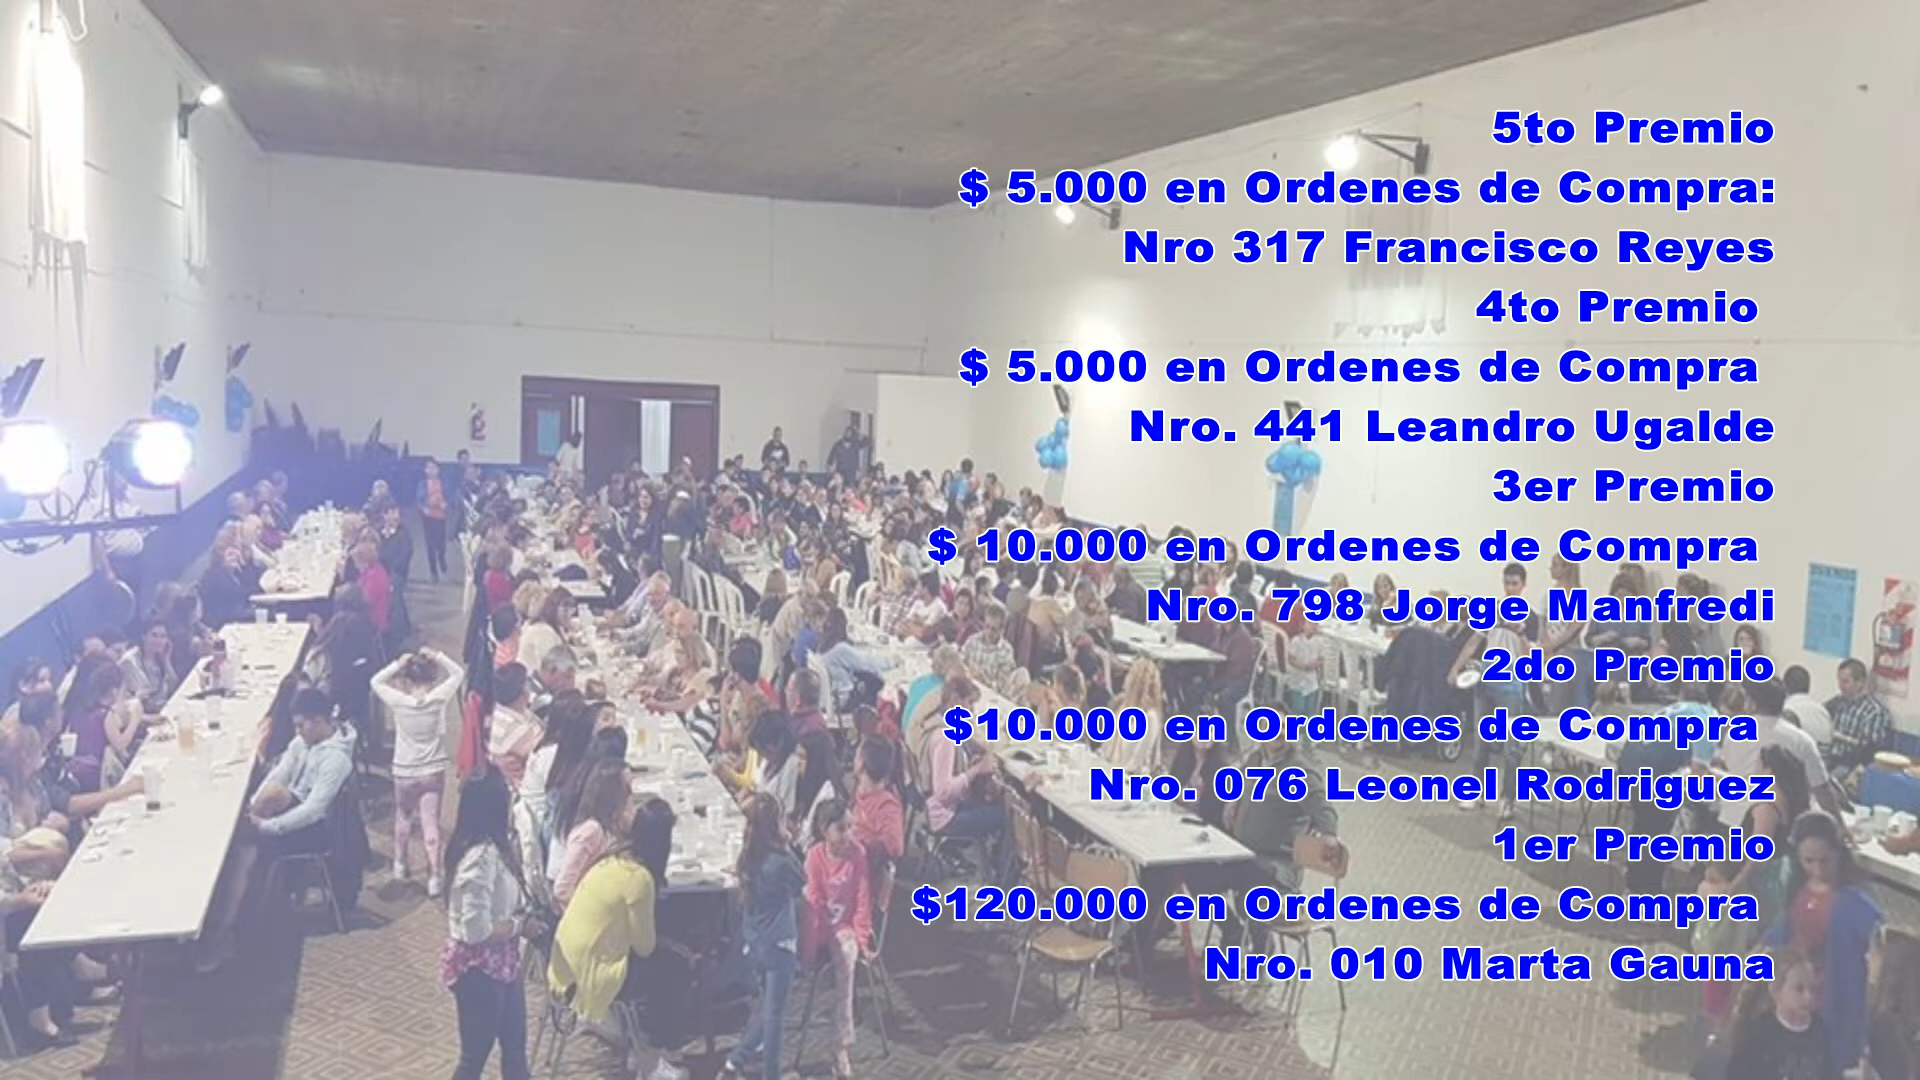 5to Premio
$ 5.000 en Ordenes de Compra:
Nro 317 Francisco Reyes
4to Premio
$ 5.000 en Ordenes de Compra
Nro. 441 Leandro Ugalde
3er Premio
$ 10.000 en Ordenes de Compra
Nro. 798 Jorge Manfredi
2do Premio
$10.000 en Ordenes de Compra
Nro. 076 Leonel Rodriguez
1er Premio
$120.000 en Ordenes de Compra
Nro. 010 Marta Gauna